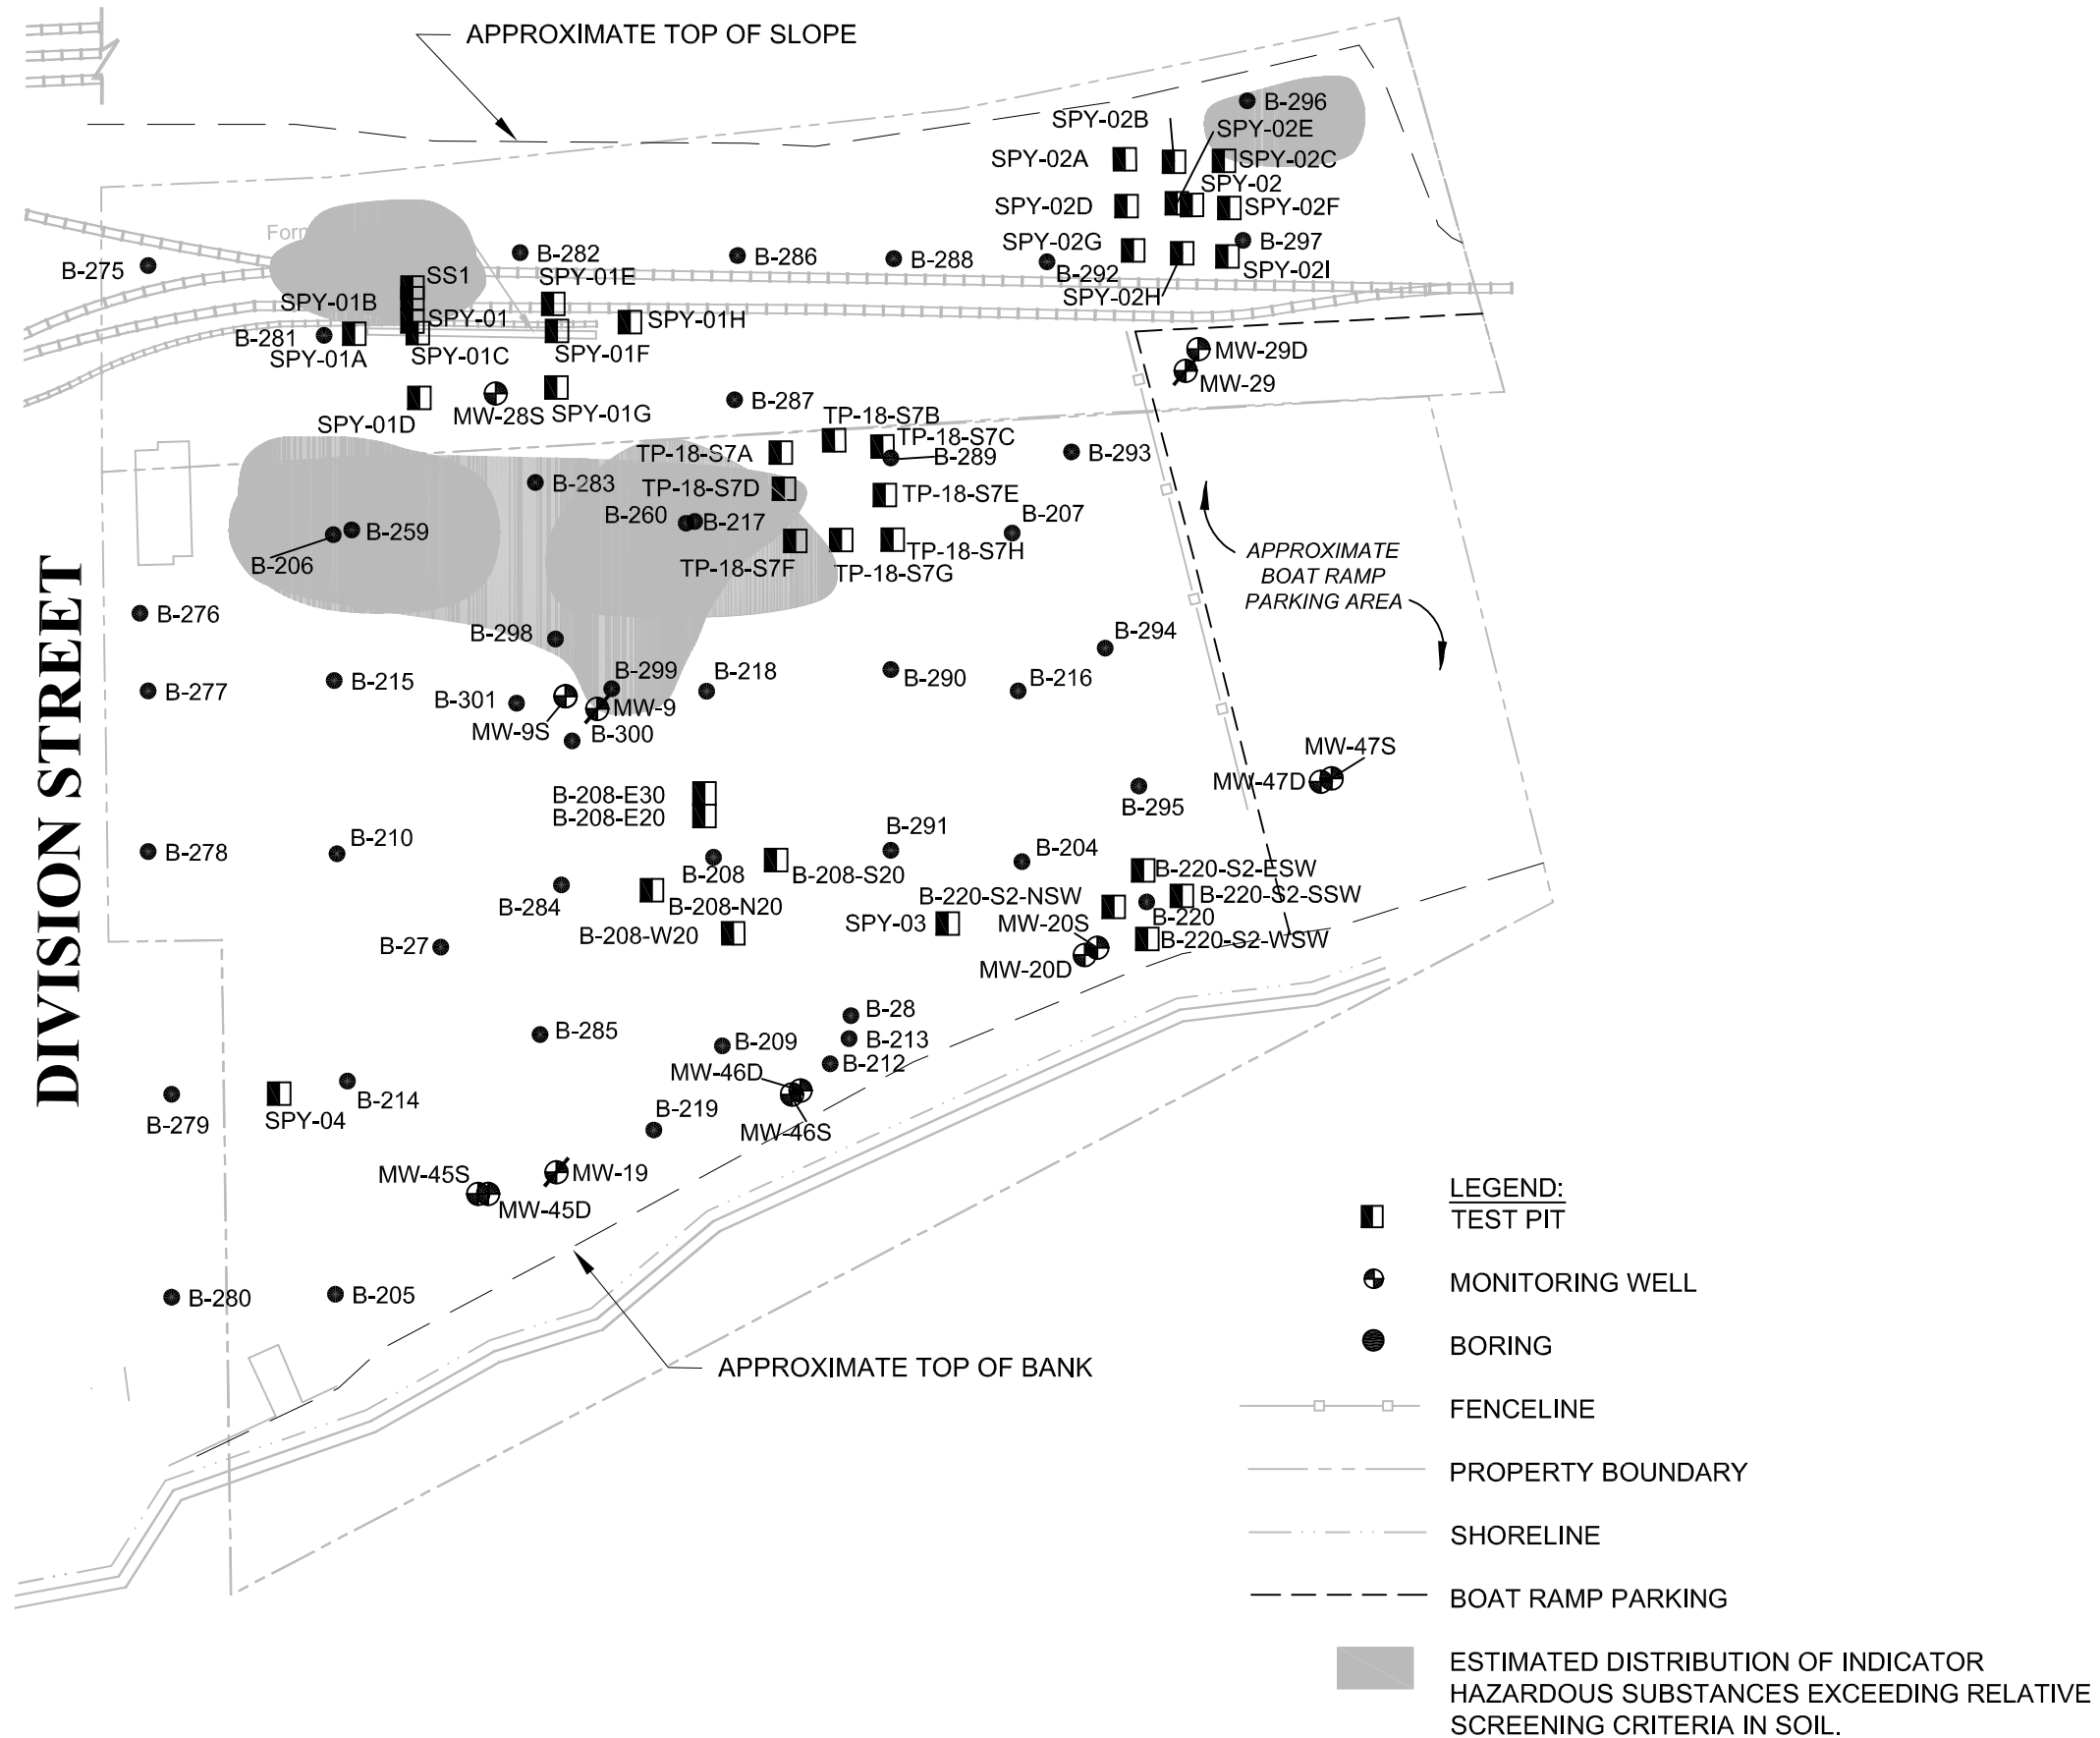 APPROXIMATE TOP OF SLOPE
B-296
SPY-02B
SPY-02E
SPY-02A
SPY-02C
SPY-02
SPY-02D
SPY-02F
Form
SPY-02G
B-297
B-275
B-282
B-286
B-288
B-292
SPY-02I
SS1
SPY-01E
SPY-02H
SPY-01B
SPY-01
SPY-01H
B-281
SPY-01A
SPY-01C
SPY-01F
MW-29D
MW-29
SPY-01D
MW-28S
SPY-01G
B-287
TP-18-S7B
TP-18-S7C
TP-18-S7A
B-289
B-293
B-283
TP-18-S7D
TP-18-S7E
B-260
B-217
B-207
B-259
B-206
TP-18-S7F
TP-18-S7G
TP-18-S7H
APPROXIMATE
BOAT RAMP
PARKING AREA
DIVISION STREET
B-276
B-298
B-294
B-277
B-215
B-299
B-218
B-290
B-216
B-301
MW-9
MW-9S
B-300
MW-47S
MW-47D
B-208-E30
B-208-E20
B-295
B-278
B-210
B-291
B-204
B-208
B-208-S20
B-220-S2-ESW
B-284
B-208-N20
B-220-S2-NSW
B-220-S2-SSW
B-208-W20
SPY-03
MW-20S
B-220
B-27
B-220-S2-WSW
MW-20D
B-28
B-285
B-209
B-213
MW-46D
B-212
B-279
SPY-04
B-214
B-219
MW-46S
MW-45S
MW-19
MW-45D
B-280
B-205
APPROXIMATE TOP OF BANK
LEGEND:
TEST PIT
MONITORING WELL
BORING
FENCELINE
PROPERTY BOUNDARY
SHORELINE
BOAT RAMP PARKING
ESTIMATED DISTRIBUTION OF INDICATOR
HAZARDOUS SUBSTANCES EXCEEDING RELATIVE
SCREENING CRITERIA IN SOIL.